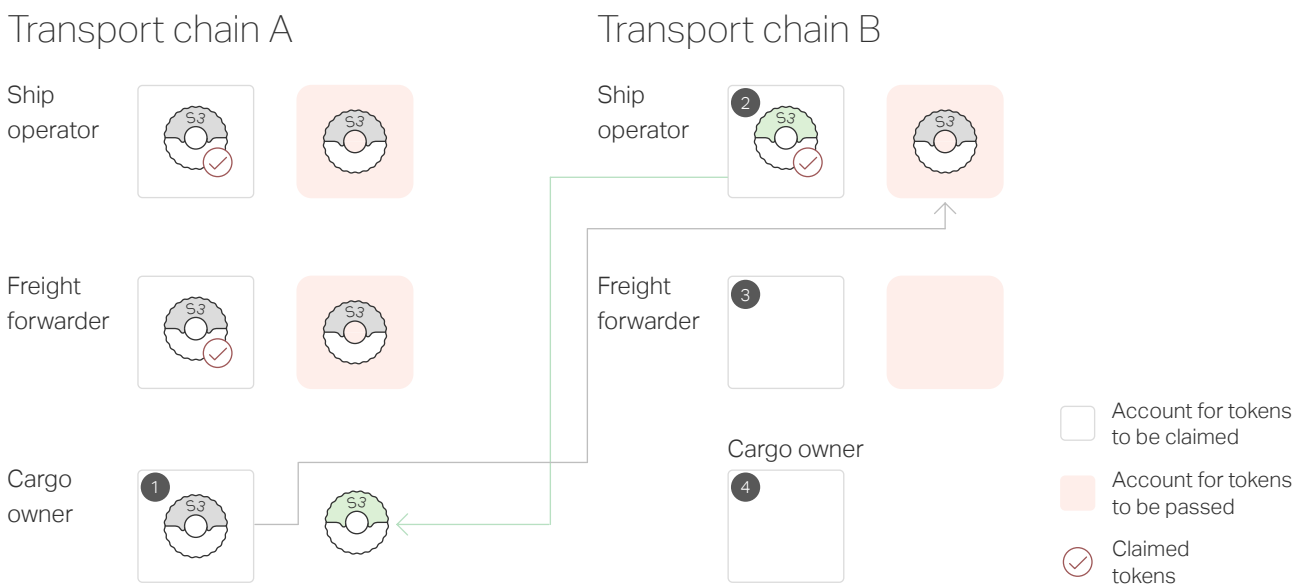 Transport chain A
Transport chain B
Ship
operator
S3
S3
Ship
operator
2
S3
S3
Freight
forwarder
S3
S3
Freight
forwarder
3
Cargo
owner
1
S3
S3
Cargo owner
4
Account for tokens
to be claimed
Account for tokens
to be passed
Claimed
tokens